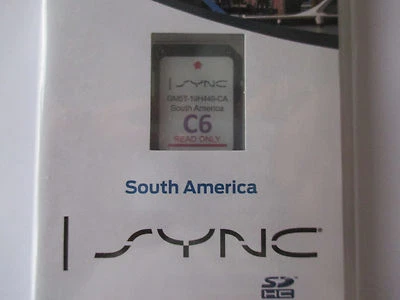 SYNC
GM5T-19H449-CA
South America
C6
READ ONLY
South America
SYNC®
SD
HC